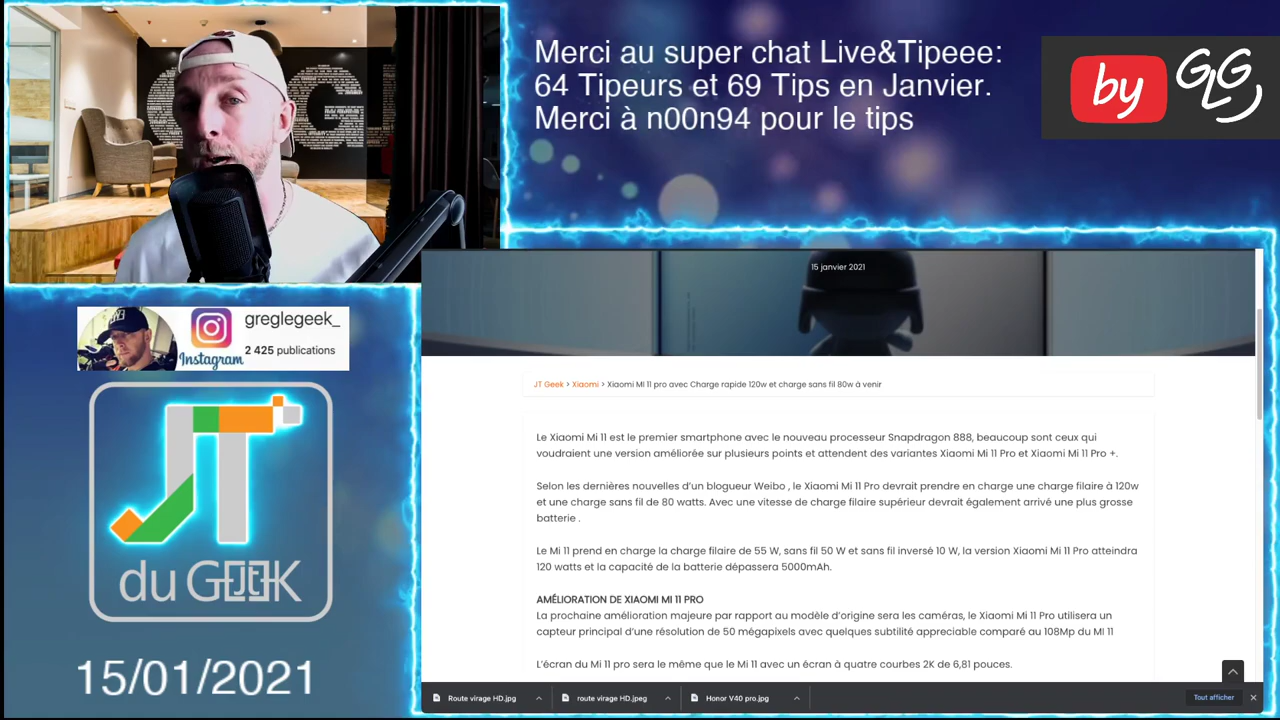 Merci au super chat Live&Tipeee:
64 Tipeurs et 69 Tips en Janvier.
Merci à n00n94 pour le tips
by
GLG
greglegeek_
2 425 publications
Instagram
JT
du GEEK
15/01/2021
15 janvier 2021
JT Geek > Xiaomi > Xiaomi MI 11 pro avec Charge rapide 120w et charge sans fil 80w à venir
Le Xiaomi Mi 11 est le premier smartphone avec le nouveau processeur Snapdragon 888, beaucoup sont ceux qui
voudraient une version améliorée sur plusieurs points et attendent des variantes Xiaomi Mi 11 Pro et Xiaomi Mi 11 Pro +.
Selon les dernières nouvelles d'un blogueur Weibo , le Xiaomi Mi 11 Pro devrait prendre en charge une charge filaire à 120w
et une charge sans fil de 80 watts. Avec une vitesse de charge filaire supérieur devrait également arrivé une plus grosse
batterie .
Le Mi 11 prend en charge la charge filaire de 55 W, sans fil 50 W et sans fil inversé 10 W, la version Xiaomi Mi 11 Pro atteindra
120 watts et la capacité de la batterie dépassera 5000mAh.
AMÉLIORATION DE XIAOMI MI 11 PRO
La prochaine amélioration majeure par rapport au modèle d'origine sera les caméras, le Xiaomi Mi 11 Pro utilisera un
capteur principal d'une résolution de 50 mégapixels avec quelques subtilité appreciable comparé au 108Mp du MI 11
L'écran du Mi 11 pro sera le même que le Mi 11 avec un écran à quatre courbes 2K de 6,81 pouces.
Route virage HD.jpg
route virage HD.jpeg
Honor V40 pro.jpg
Tout afficher